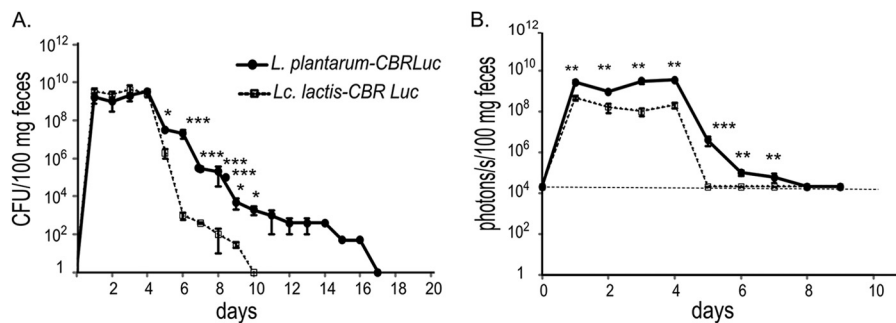 A.
CFU/100 mg feces
10^12
10^10
10^8
10^6
10^4
10^2
1
L. plantarum-CBRLuc
Lc. lactis-CBR Luc
*
***
***
***
***
*
*
2 4 6 8 10 12 14 16 18 20
days
B.
photons/s/100 mg feces
10^12
10^10
10^8
10^6
10^4
10^2
1
** ** ** **
***
** **
0 2 4 6 8 10
days